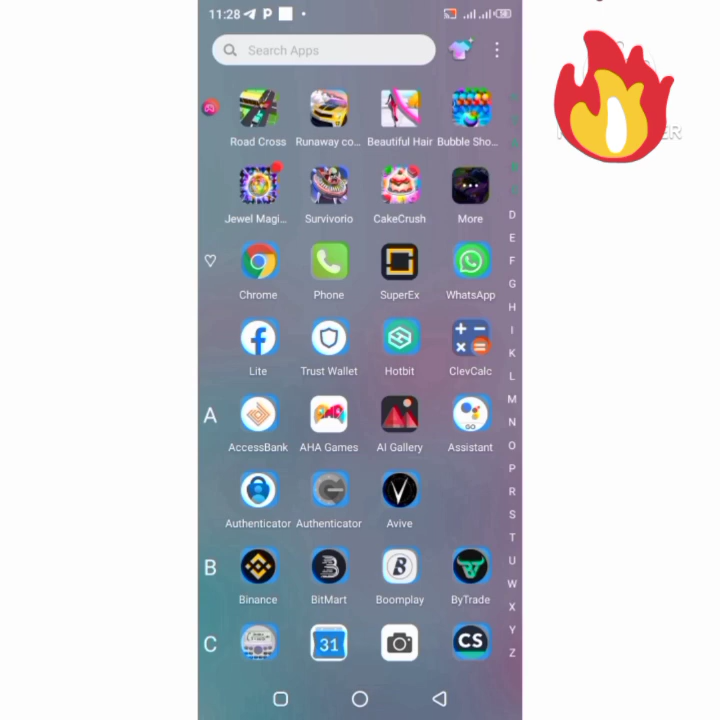 11:28
Search Apps
Road Cross Runaway co... Beautiful Hair Bubble Sho...
Jewel Magi... Survivorio CakeCrush More
Chrome Phone SuperEx WhatsApp
Lite Trust Wallet Hotbit ClevCalc
A
AccessBank AHA Games AI Gallery Assistant
Authenticator Authenticator Avive
B
Binance BitMart Boomplay ByTrade
C
31 CS
D
E
F
G
H
I
K
L
M
N
O
P
R
S
T
U
W
X
Y
Z